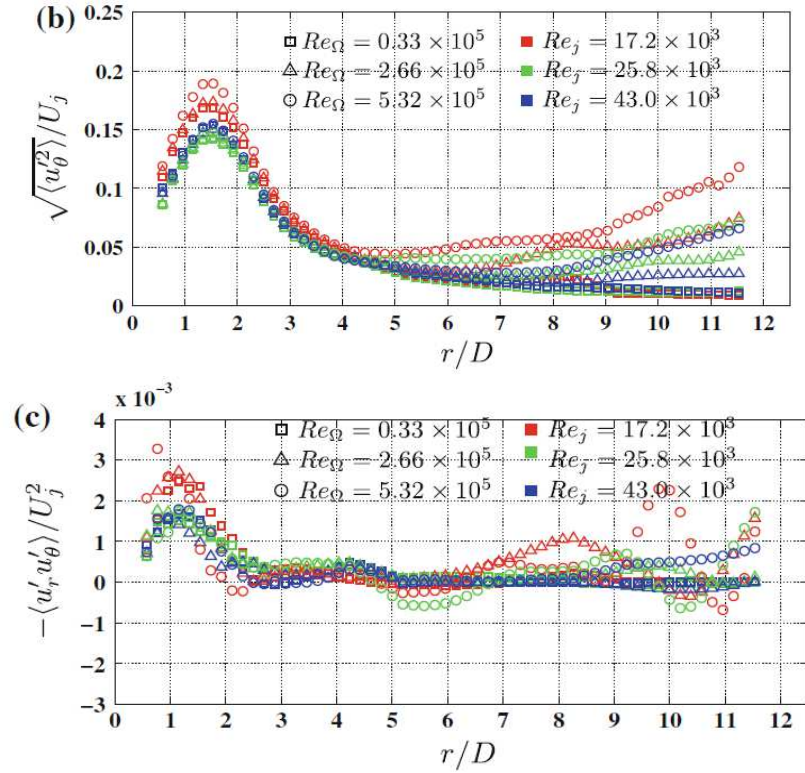 (b)
0.25
0.2
0.15
0.1
0.05
0
√⟨u′θ²⟩/Uj
□ ReΩ = 0.33 × 10⁵ ■ Rej = 17.2 × 10³
△ ReΩ = 2.66 × 10⁵ ■ Rej = 25.8 × 10³
○ ReΩ = 5.32 × 10⁵ ■ Rej = 43.0 × 10³
0 1 2 3 4 5 6 7 8 9 10 11 12
r/D
(c)
x 10⁻³
4
3
2
1
0
−1
−2
−3
−⟨u′r u′θ⟩/Uj²
□ ReΩ = 0.33 × 10⁵ ■ Rej = 17.2 × 10³
△ ReΩ = 2.66 × 10⁵ ■ Rej = 25.8 × 10³
○ ReΩ = 5.32 × 10⁵ ■ Rej = 43.0 × 10³
0 1 2 3 4 5 6 7 8 9 10 11 12
r/D